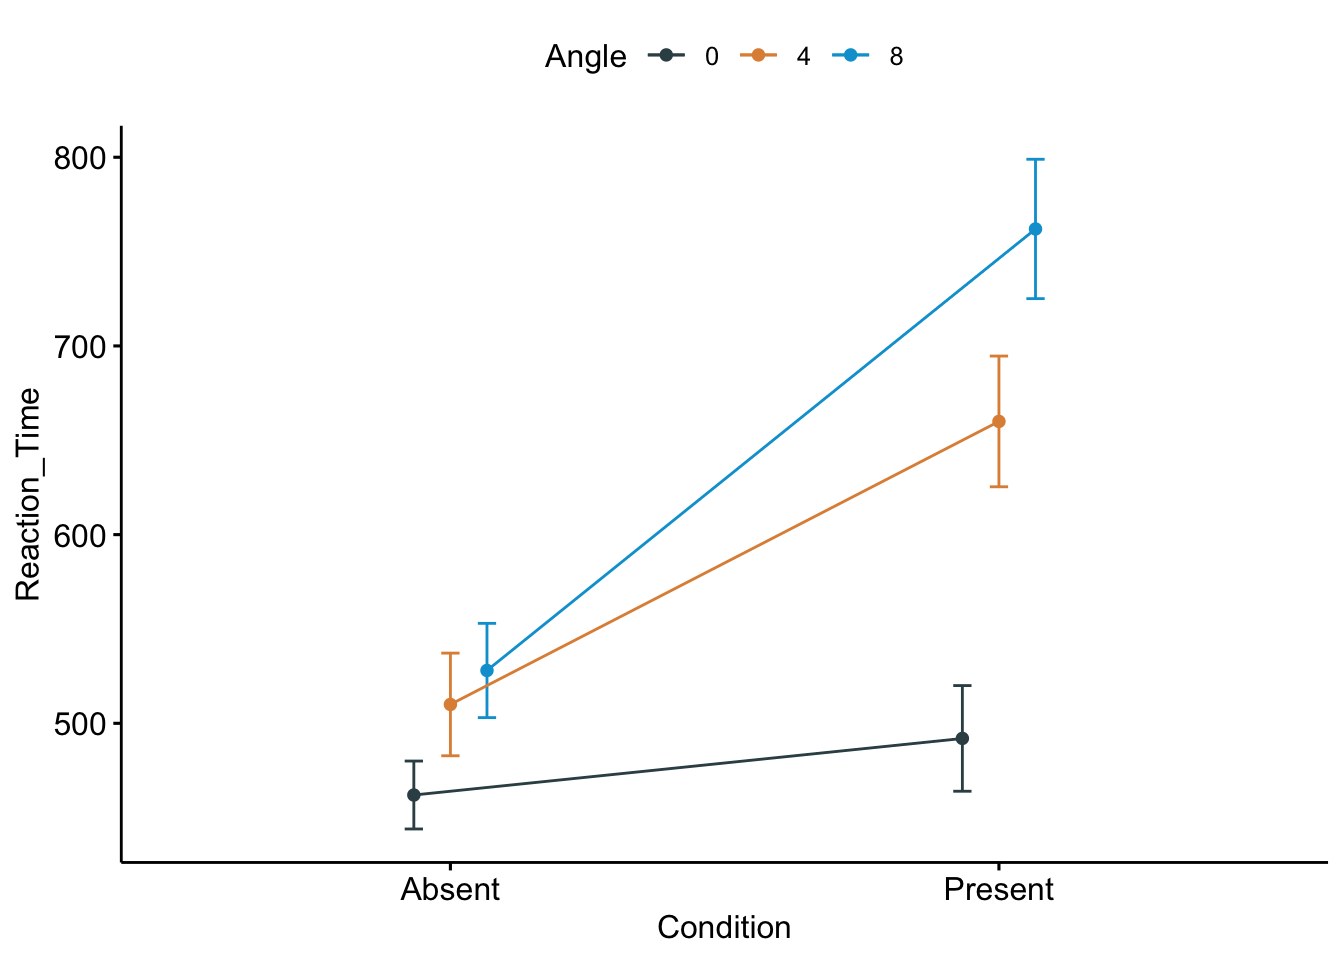 Angle 0 4 8
800
700
600
500
Reaction_Time
Absent Present
Condition